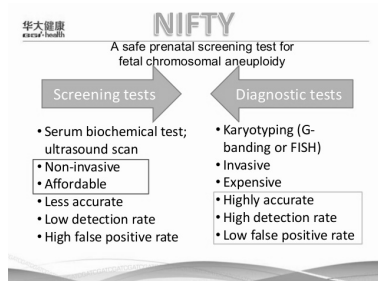 华大健康
BGI·health
NIFTY
A safe prenatal screening test for
fetal chromosomal aneuploidy
Screening tests
• Serum biochemical test;
ultrasound scan
• Non-invasive
• Affordable
• Less accurate
• Low detection rate
• High false positive rate
Diagnostic tests
• Karyotyping (G-
banding or FISH)
• Invasive
• Expensive
• Highly accurate
• High detection rate
• Low false positive rate